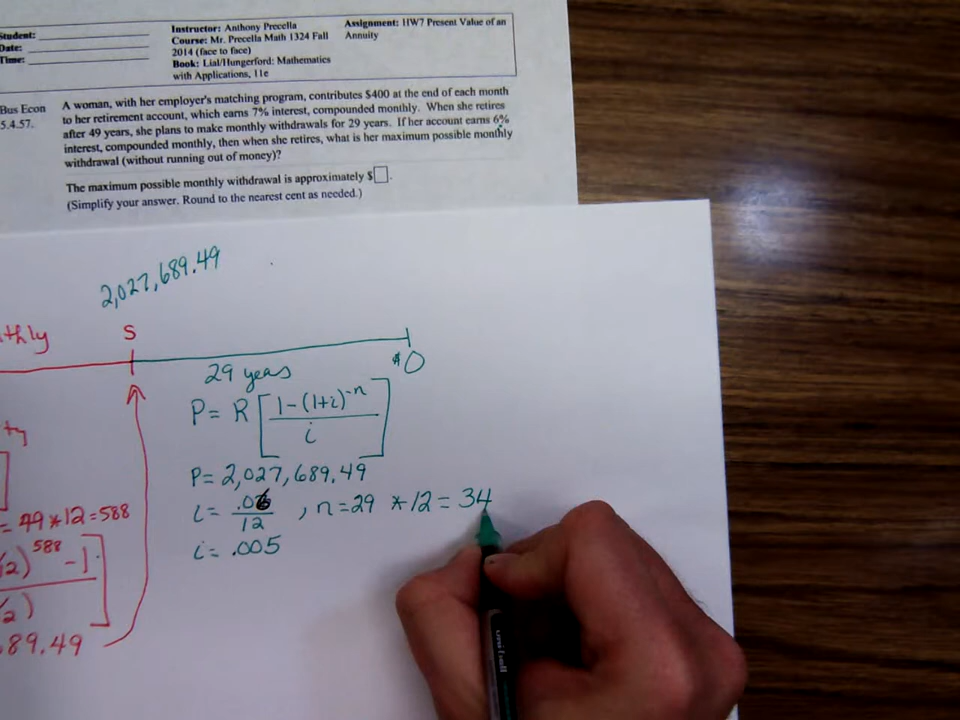 Student:
Date:
Time:
Instructor: Anthony Precella
Course: Mr. Precella Math 1324 Fall
2014 (face to face)
Book: Lial/Hungerford: Mathematics
with Applications, 11e
Assignment: HW7 Present Value of an
Annuity
Bus Econ
5.4.57.
A woman, with her employer's matching program, contributes $400 at the end of each month
to her retirement account, which earns 7% interest, compounded monthly. When she retires
after 49 years, she plans to make monthly withdrawals for 29 years. If her account earns 6%
interest, compounded monthly, then when she retires, what is her maximum possible monthly
withdrawal (without running out of money)?
The maximum possible monthly withdrawal is approximately $ .
(Simplify your answer. Round to the nearest cent as needed.)
2,027,689.49
thly
S
$0
29 years
P = R [ 1-(1+i)^-n / i ]
P = 2,027,689.49
i = .06 / 12 , n = 29 * 12 = 34
i = .005
ty
= 49 * 12 = 588
12)^588 - 1
/12)
689.49